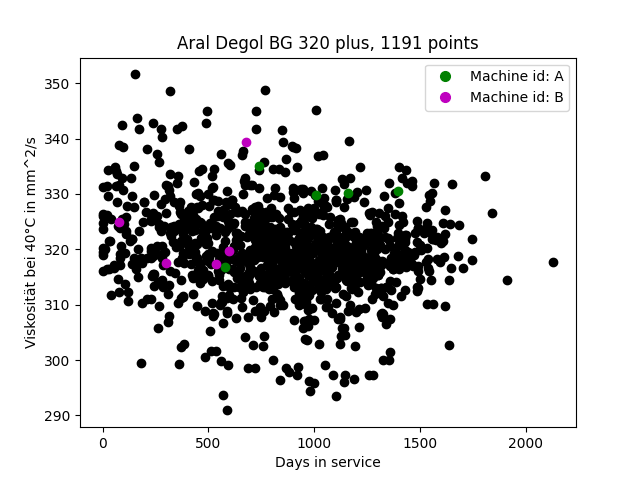 Aral Degol BG 320 plus, 1191 points
Machine id: A
Machine id: B
Viskosität bei 40°C in mm^2/s
350
340
330
320
310
300
290
0 500 1000 1500 2000
Days in service